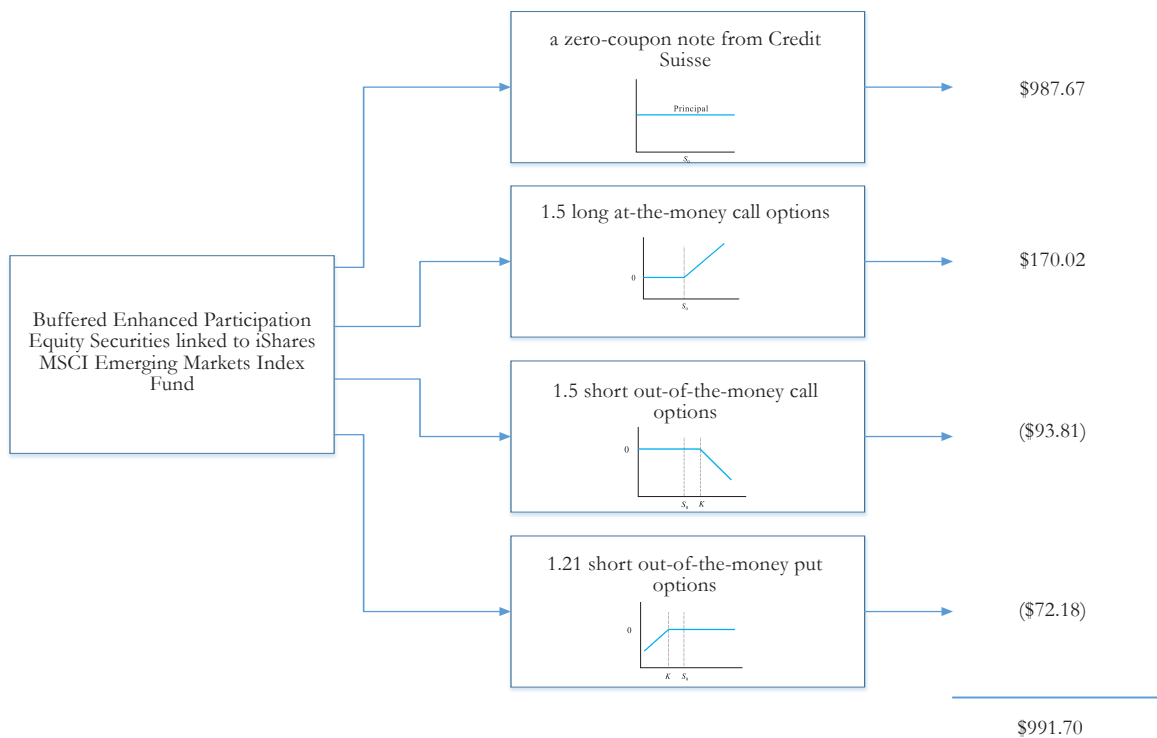 a zero-coupon note from Credit
Suisse
Principal
S₀
$987.67
1.5 long at-the-money call options
0
S₀
$170.02
Buffered Enhanced Participation
Equity Securities linked to iShares
MSCI Emerging Markets Index
Fund
1.5 short out-of-the-money call
options
0
S₀ K
($93.81)
1.21 short out-of-the-money put
options
0
K S₀
($72.18)
$991.70